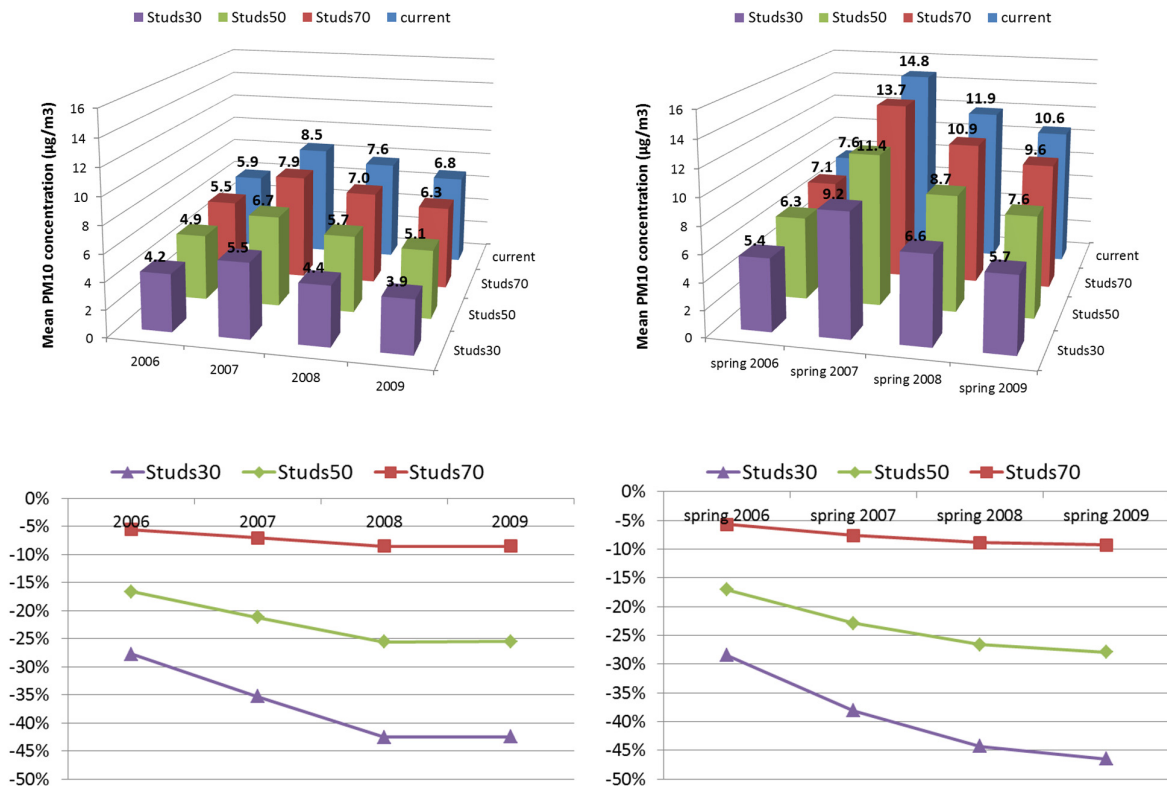 Studs30 Studs50 Studs70 current
Mean PM10 concentration (µg/m3)
16
14
12
10
8
6
4
2
0
5.9 8.5 7.6 6.8
5.5 7.9 7.0 6.3
4.9 6.7 5.7 5.1
4.2 5.5 4.4 3.9
2006 2007 2008 2009
current
Studs70
Studs50
Studs30
Studs30 Studs50 Studs70 current
Mean PM10 concentration (µg/m3)
16
14
12
10
8
6
4
2
0
7.6 14.8 11.9 10.6
7.1 13.7 10.9 9.6
6.3 11.4 8.7 7.6
5.4 9.2 6.6 5.7
spring 2006 spring 2007 spring 2008 spring 2009
current
Studs70
Studs50
Studs30
Studs30 Studs50 Studs70
0%
-5%
-10%
-15%
-20%
-25%
-30%
-35%
-40%
-45%
-50%
2006 2007 2008 2009
Studs30 Studs50 Studs70
0%
-5%
-10%
-15%
-20%
-25%
-30%
-35%
-40%
-45%
-50%
spring 2006 spring 2007 spring 2008 spring 2009